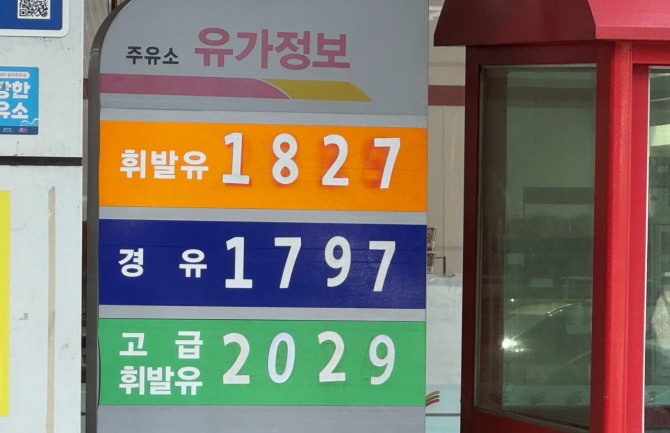 주유소 유가정보
휘발유 1827
경 유 1797
고 급
휘발유 2029